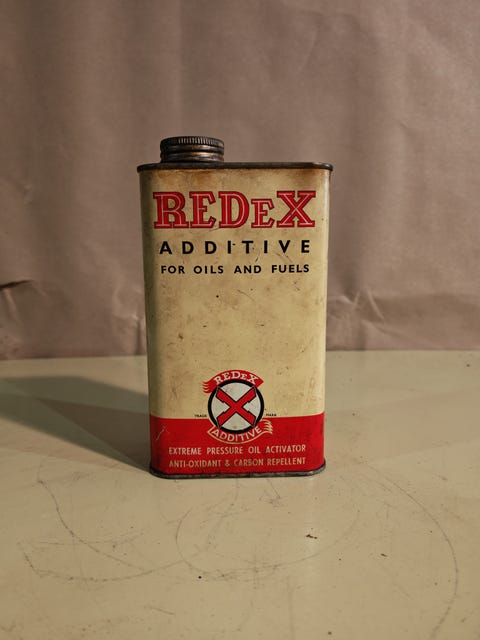 REDEX
ADDITIVE
FOR OILS AND FUELS
REDEX
TRADE MARK
ADDITIVE
EXTREME PRESSURE OIL ACTIVATOR
ANTI-OXIDANT & CARBON REPELLENT